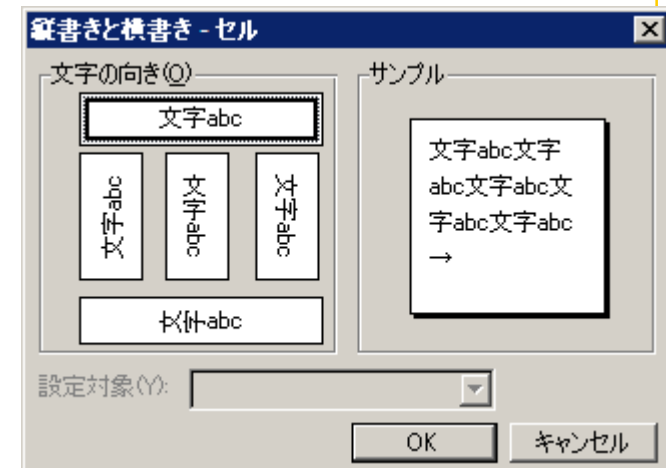 縦書きと横書き - セル
文字の向き(O)
文字abc
文字abc
文字abc
文字abc
文字abc
サンプル
文字abc文字
abc文字abc文
字abc文字abc
→
設定対象(Y):
OK
キャンセル